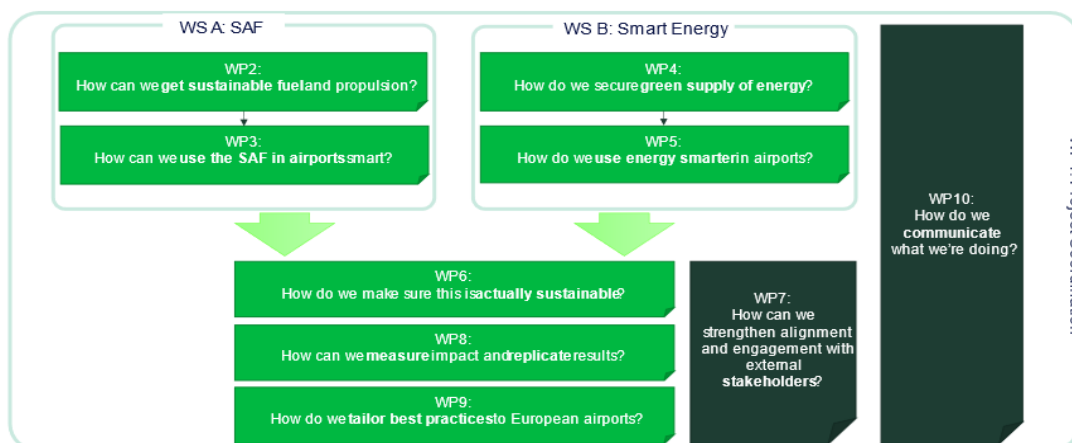 WS A: SAF
WP2:
How can we get sustainable fuel and propulsion?
WP3:
How can we use the SAF in airports smart?
WS B: Smart Energy
WP4:
How do we secure green supply of energy?
WP5:
How do we use energy smarter in airports?
WP6:
How do we make sure this is actually sustainable?
WP8:
How can we measure impact and replicate results?
WP9:
How do we tailor best practices to European airports?
WP7:
How can we
strengthen alignment
and engagement with
external
stakeholders?
WP10:
How do we
communicate
what we're doing?